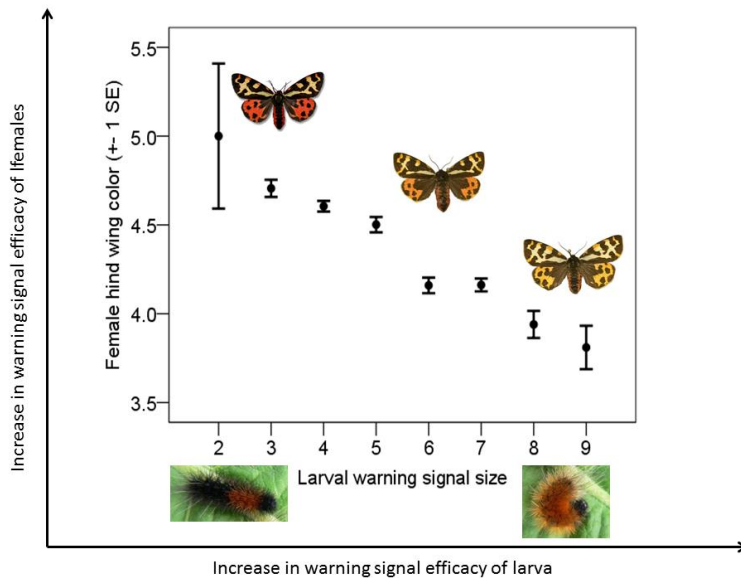 Increase in warning signal efficacy of lfemales
Female hind wing color (+- 1 SE)
5.5
5.0
4.5
4.0
3.5
2 3 4 5 6 7 8 9
Larval warning signal size
Increase in warning signal efficacy of larva